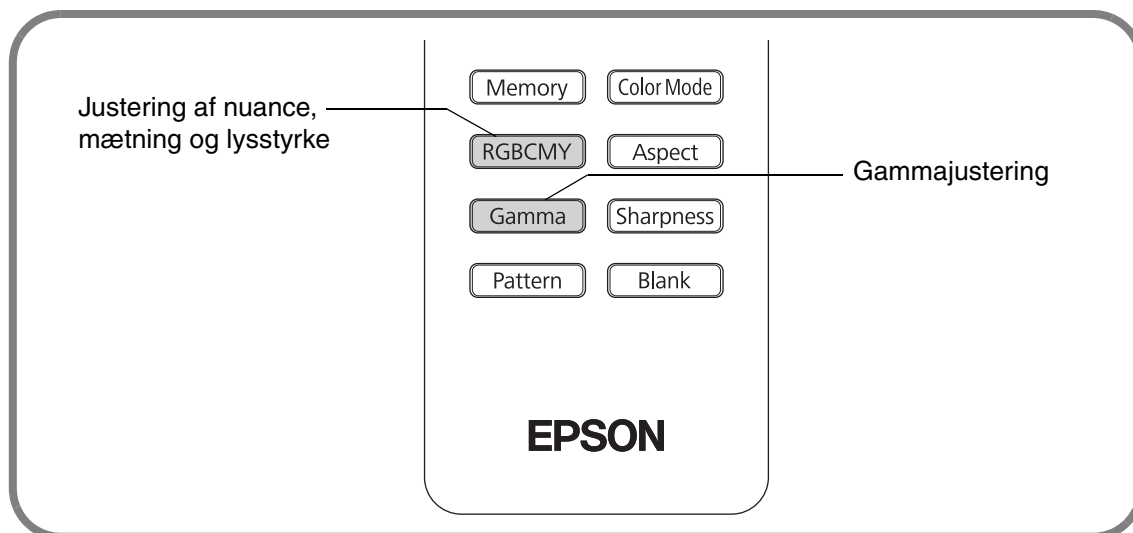 Memory
Color Mode
Justering af nuance,
mætning og lysstyrke
RGBCMY
Aspect
Gammajustering
Gamma
Sharpness
Pattern
Blank
EPSON